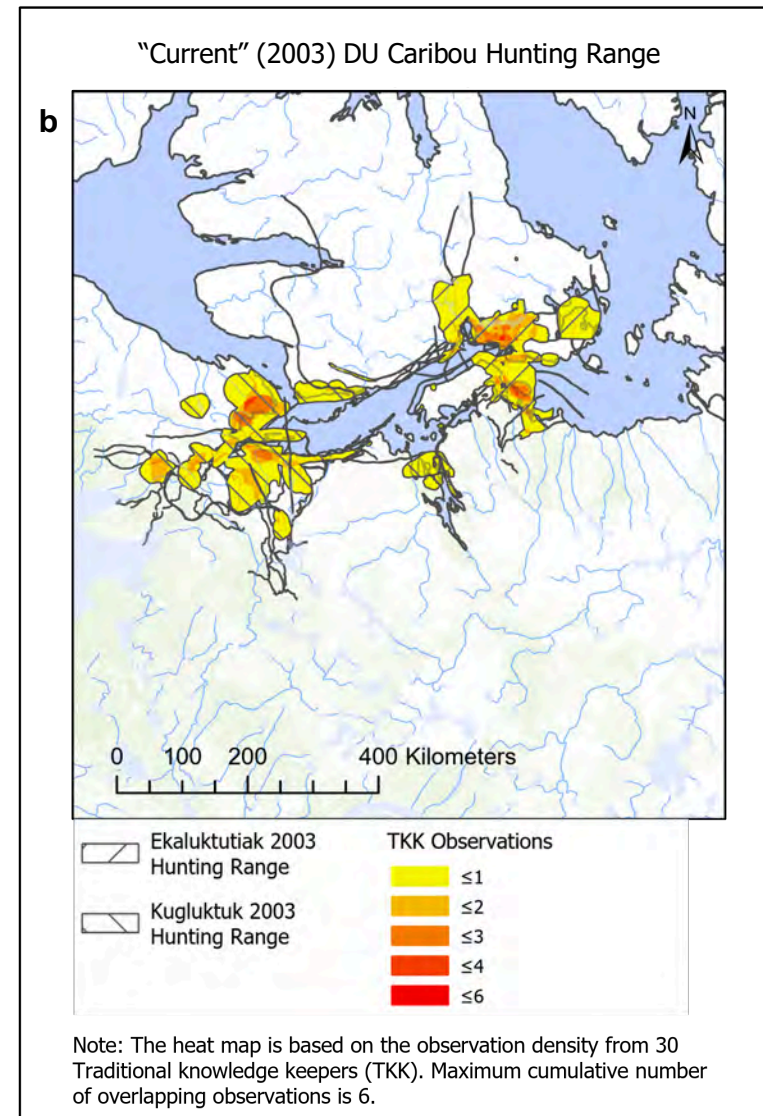 “Current” (2003) DU Caribou Hunting Range
b
N
0 100 200 400 Kilometers
Ekaluktutiak 2003
Hunting Range
Kugluktuk 2003
Hunting Range
TKK Observations
≤1
≤2
≤3
≤4
≤6
Note: The heat map is based on the observation density from 30
Traditional knowledge keepers (TKK). Maximum cumulative number
of overlapping observations is 6.